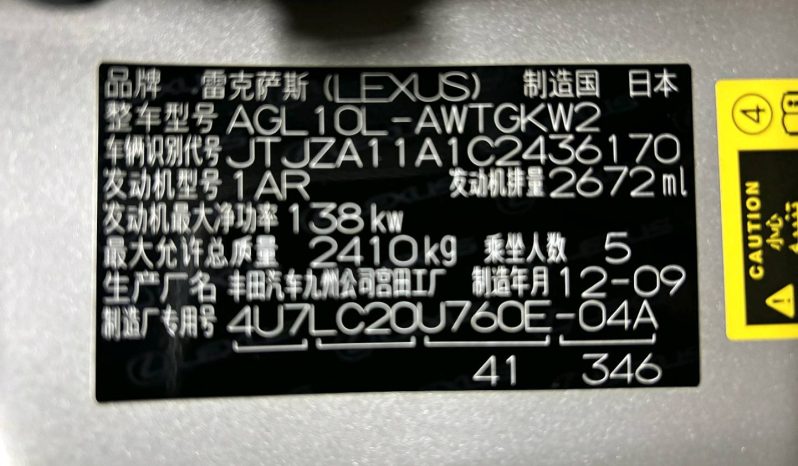 品牌 雷克萨斯(LEXUS) 制造国 日本
整车型号 AGL10L-AWTGKW2
车辆识别代号 JTJZA11A1C2436170
发动机型号 1AR 发动机排量 2672ml
发动机最大净功率 138kw
最大允许总质量 2410kg 乘坐人数 5
生产厂名 丰田汽车九州公司宫田工厂 制造年月 12-09
制造厂专用号 4U7LC20U760E-04A
41 346
④
CAUTION
小心